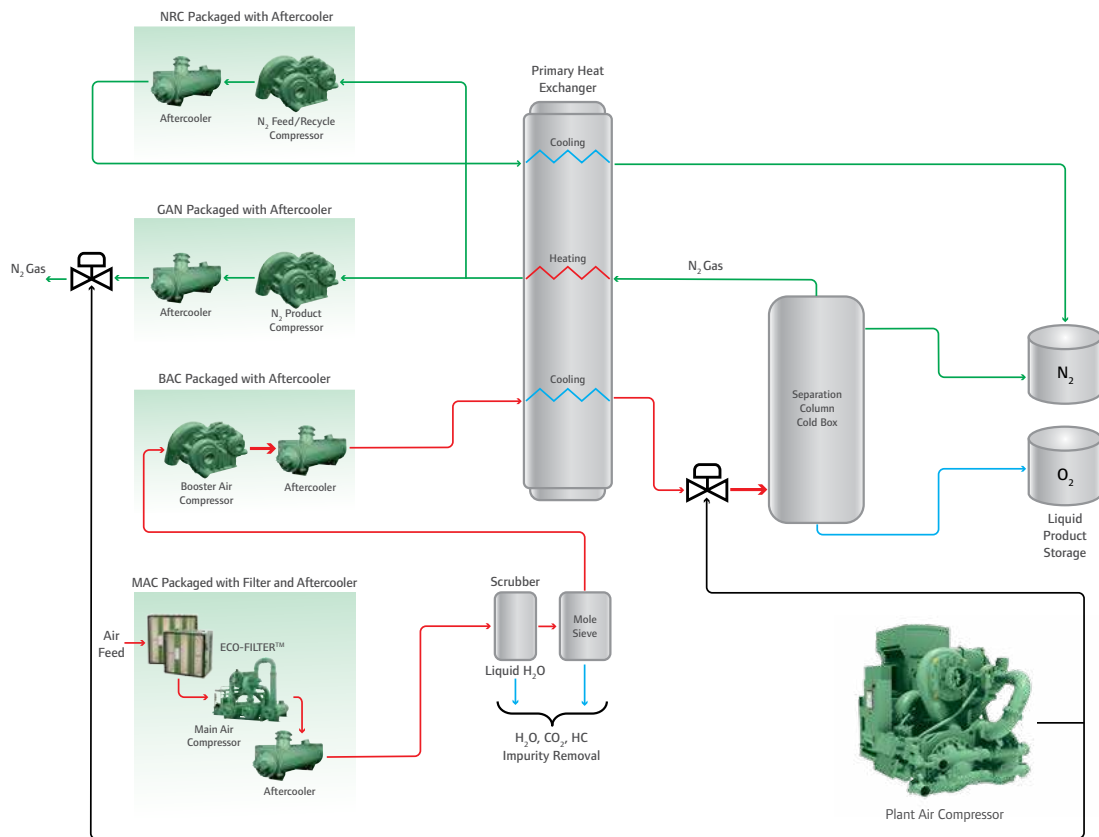 NRC Packaged with Aftercooler
Aftercooler
N₂ Feed/Recycle
Compressor
Primary Heat
Exchanger
Cooling
GAN Packaged with Aftercooler
N₂ Gas
Aftercooler
N₂ Product
Compressor
Heating
N₂ Gas
BAC Packaged with Aftercooler
Booster Air
Compressor
Aftercooler
Cooling
Separation
Column
Cold Box
N₂
O₂
Liquid
Product
Storage
MAC Packaged with Filter and Aftercooler
Air
Feed
ECO-FILTER™
Main Air
Compressor
Aftercooler
Scrubber
Liquid H₂O
Mole
Sieve
H₂O, CO₂, HC
Impurity Removal
Plant Air Compressor